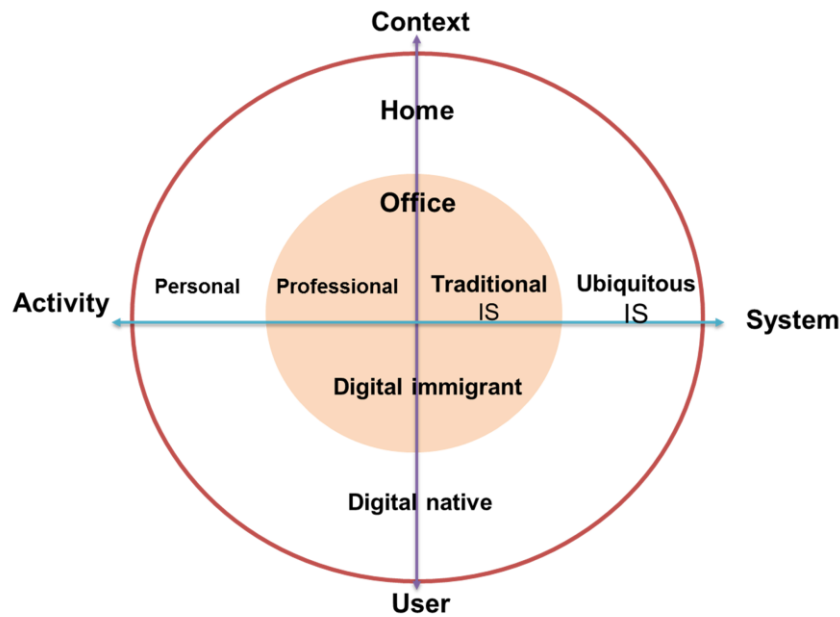 Context
Home
Office
Personal
Professional
Traditional
IS
Ubiquitous
IS
Activity
System
Digital immigrant
Digital native
User